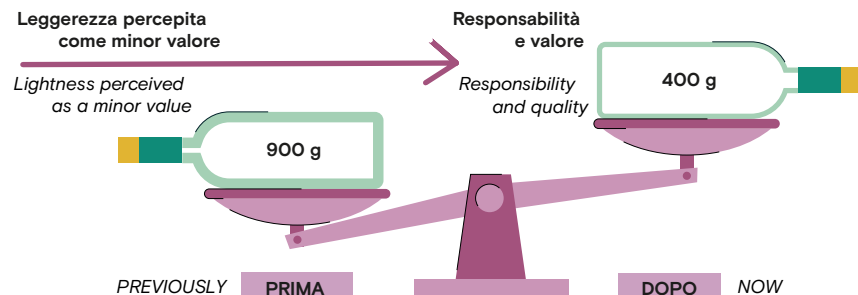 Leggerezza percepita
come minor valore
Lightness perceived
as a minor value
Responsabilità
e valore
Responsibility
and quality
900 g
400 g
PREVIOUSLY PRIMA
DOPO NOW